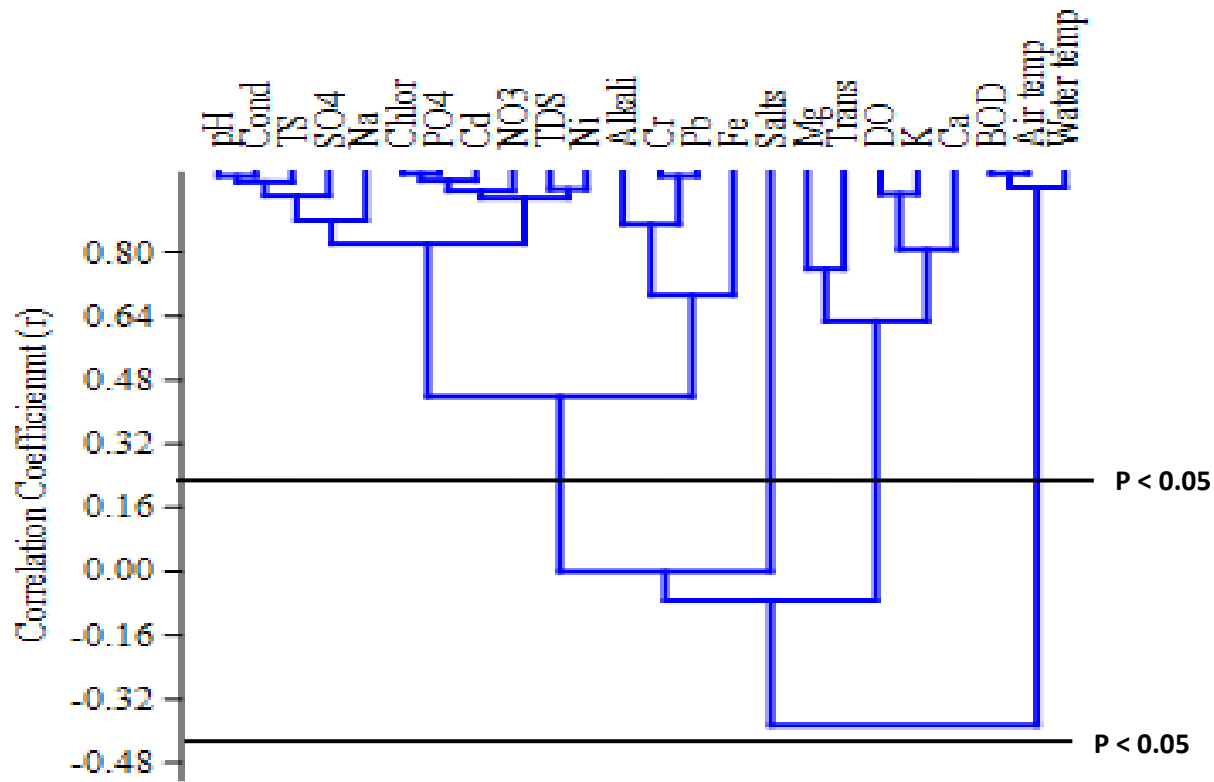 pH
Cond
TS
SO4
Na
Chlor
PO4
Cd
NO3
TDS
Ni
Alkali
Cr
Pb
Fe
Salts
Mg
Trans
DO
K
Ca
BOD
Air temp
Water temp
Correlation Coefficienmt (r)
0.80
0.64
0.48
0.32
0.16
0.00
-0.16
-0.32
-0.48
P < 0.05
P < 0.05